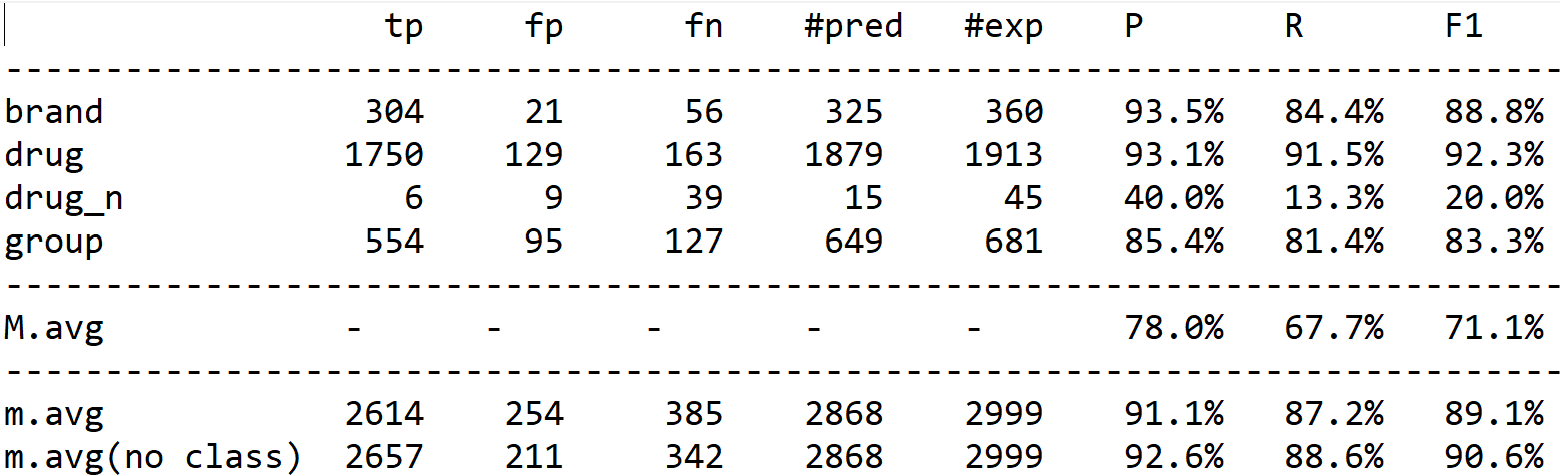 tp fp fn #pred #exp P R F1
------------------------------------------------------------------------------
brand 304 21 56 325 360 93.5% 84.4% 88.8%
drug 1750 129 163 1879 1913 93.1% 91.5% 92.3%
drug_n 6 9 39 15 45 40.0% 13.3% 20.0%
group 554 95 127 649 681 85.4% 81.4% 83.3%
------------------------------------------------------------------------------
M.avg - - - - - 78.0% 67.7% 71.1%
------------------------------------------------------------------------------
m.avg 2614 254 385 2868 2999 91.1% 87.2% 89.1%
m.avg(no class) 2657 211 342 2868 2999 92.6% 88.6% 90.6%